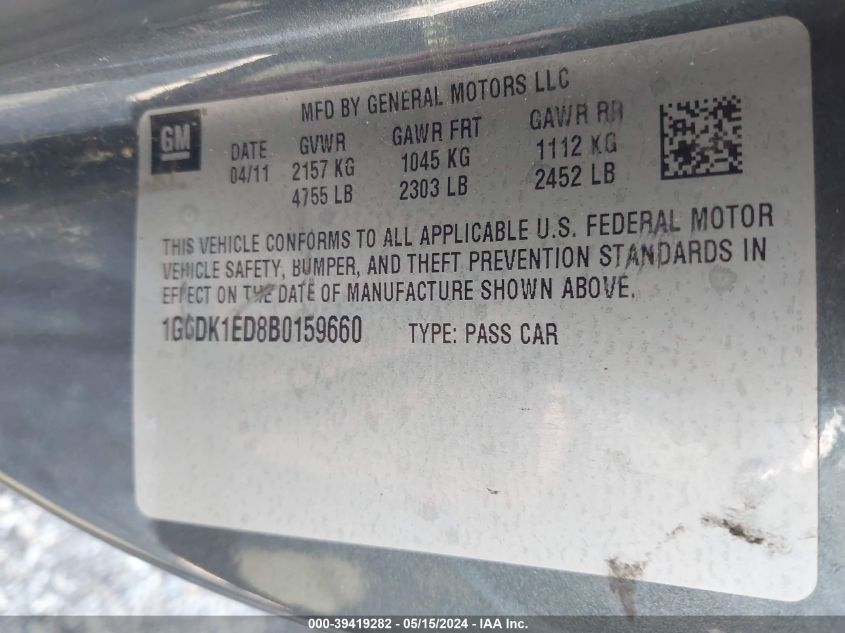 MFD BY GENERAL MOTORS LLC
GM
DATE GVWR GAWR FRT GAWR RR
04/11 2157 KG 1045 KG 1112 KG
4755 LB 2303 LB 2452 LB
THIS VEHICLE CONFORMS TO ALL APPLICABLE U.S. FEDERAL MOTOR
VEHICLE SAFETY, BUMPER, AND THEFT PREVENTION STANDARDS IN
EFFECT ON THE DATE OF MANUFACTURE SHOWN ABOVE.
1G6DK1ED8B0159660 TYPE: PASS CAR
000-39419282 - 05/15/2024 - IAA Inc.